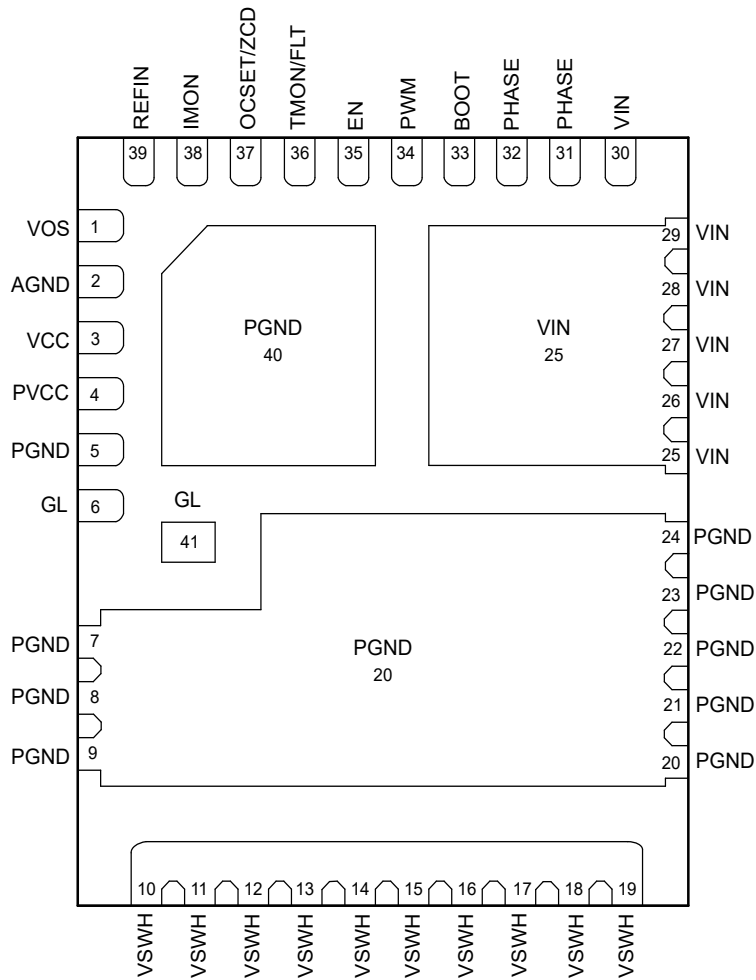 REFIN
IMON
OCSET/ZCD
TMON/FLT
EN
PWM
BOOT
PHASE
PHASE
VIN
39
38
37
36
35
34
33
32
31
30
VOS
1
AGND
2
VCC
3
PVCC
4
PGND
5
GL
6
PGND
40
VIN
25
29
VIN
28
VIN
27
VIN
26
VIN
25
VIN
GL
41
24
PGND
23
PGND
22
PGND
21
PGND
20
PGND
PGND
7
PGND
8
PGND
9
PGND
20
10
11
12
13
14
15
16
17
18
19
VSWH
VSWH
VSWH
VSWH
VSWH
VSWH
VSWH
VSWH
VSWH
VSWH